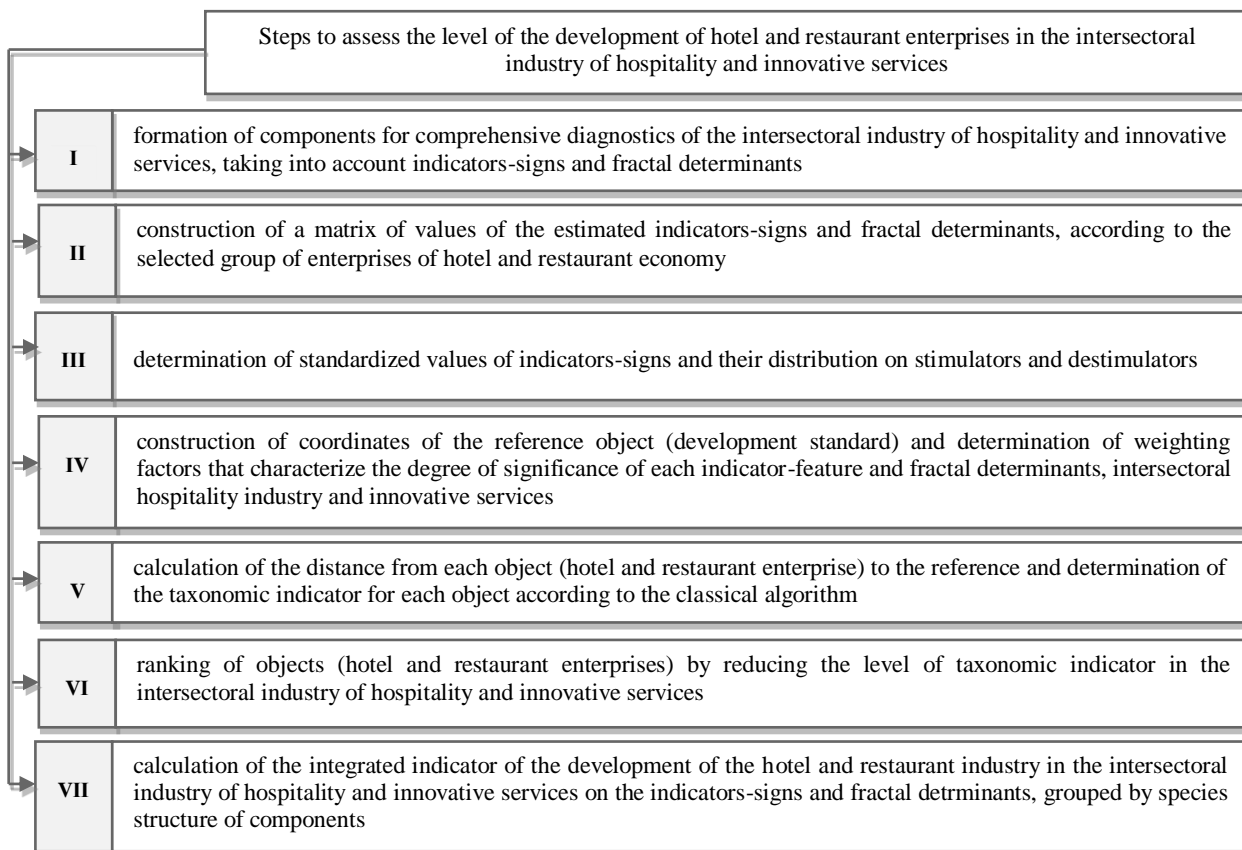 Steps to assess the level of the development of hotel and restaurant enterprises in the intersectoral
industry of hospitality and innovative services
I
formation of components for comprehensive diagnostics of the intersectoral industry of hospitality and innovative
services, taking into account indicators-signs and fractal determinants
II
construction of a matrix of values of the estimated indicators-signs and fractal determinants, according to the
selected group of enterprises of hotel and restaurant economy
III
determination of standardized values of indicators-signs and their distribution on stimulators and destimulators
IV
construction of coordinates of the reference object (development standard) and determination of weighting
factors that characterize the degree of significance of each indicator-feature and fractal determinants, intersectoral
hospitality industry and innovative services
V
calculation of the distance from each object (hotel and restaurant enterprise) to the reference and determination of
the taxonomic indicator for each object according to the classical algorithm
VI
ranking of objects (hotel and restaurant enterprises) by reducing the level of taxonomic indicator in the
intersectoral industry of hospitality and innovative services
VII
calculation of the integrated indicator of the development of the hotel and restaurant industry in the intersectoral
industry of hospitality and innovative services on the indicators-signs and fractal detrminants, grouped by species
structure of components